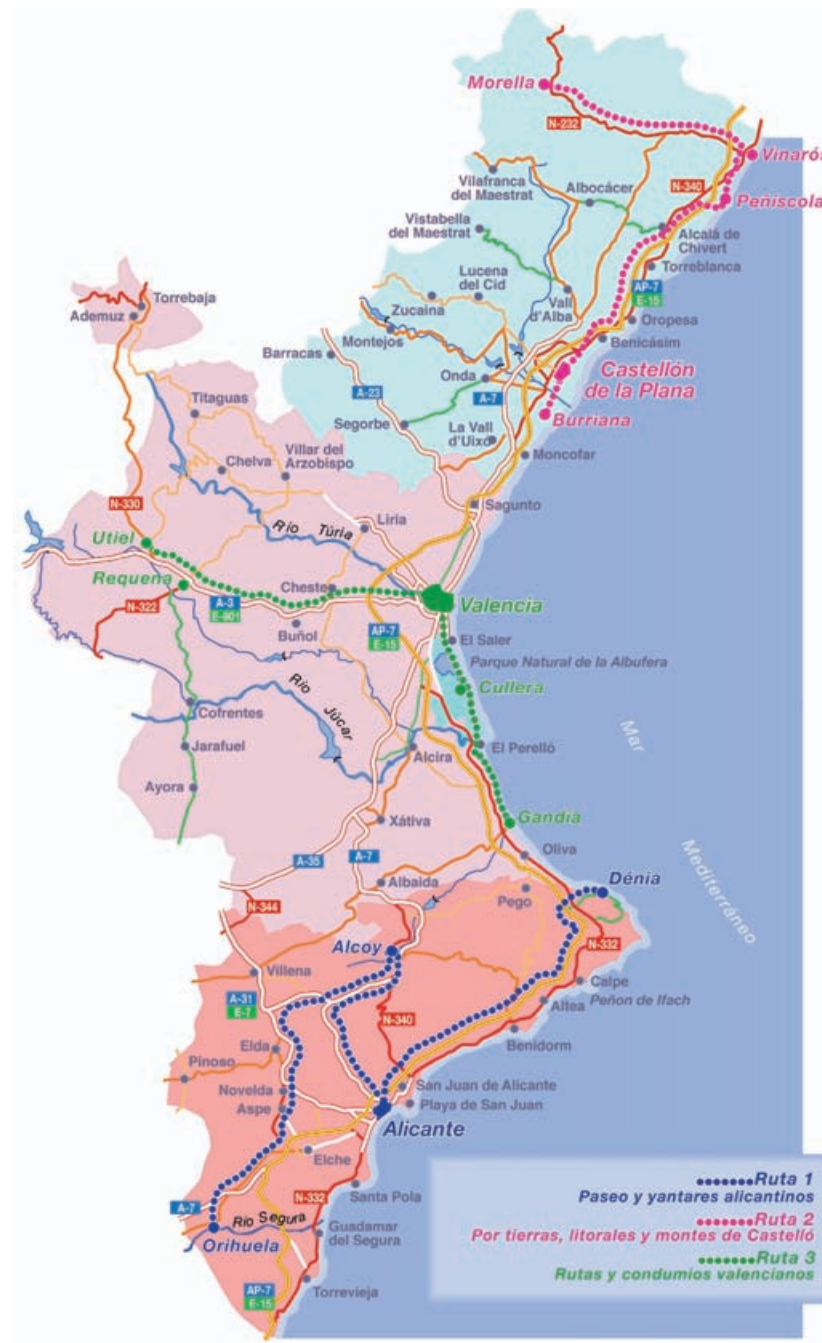 Morella
N-232
Vinarós
N-340
Peñiscola
Vilafranca
del Maestrat
Albocácer
Vistabella
del Maestrat
Alcalá de
Chivert
Torreblanca
Lucena
del Cid
Zucaina
Vall
d'Alba
AP-7
E-15
Torrebaja
Ademuz
Montejos
Oropesa
Benicásim
Barracas
Onda
Castellón
de la Plana
A-23
A-7
Burriana
Titaguas
Segorbe
La Vall
d'Uixó
Moncofar
Chelva
Villar del
Arzobispo
N-330
Sagunto
Liria
Río Túria
Utiel
Requena
Cheste
Valencia
N-322
A-3
E-901
Buñol
AP-7
E-15
El Saler
Parque Natural de la Albufera
Cullera
Río Júcar
Cofrentes
Mar
Mediterráneo
Jarafuel
Alcira
El Perelló
Ayora
Xátiva
Gandía
A-35
A-7
Oliva
Albaida
Dénia
N-344
Pego
Alcoy
N-332
Villena
Calpe
A-31
E-7
Altea
Peñon de Ifach
N-340
Benidorm
Elda
Pinoso
Novelda
San Juan de Alicante
Aspe
Playa de San Juan
Alicante
Elche
N-332
Santa Pola
A-7
Río Segura
Guadamar
del Segura
Orihuela
AP-7
E-15
Torrevieja
Ruta 1
Paseo y yantares alicantinos
Ruta 2
Por tierras, litorales y montes de Castelló
Ruta 3
Rutas y condumios valencianos